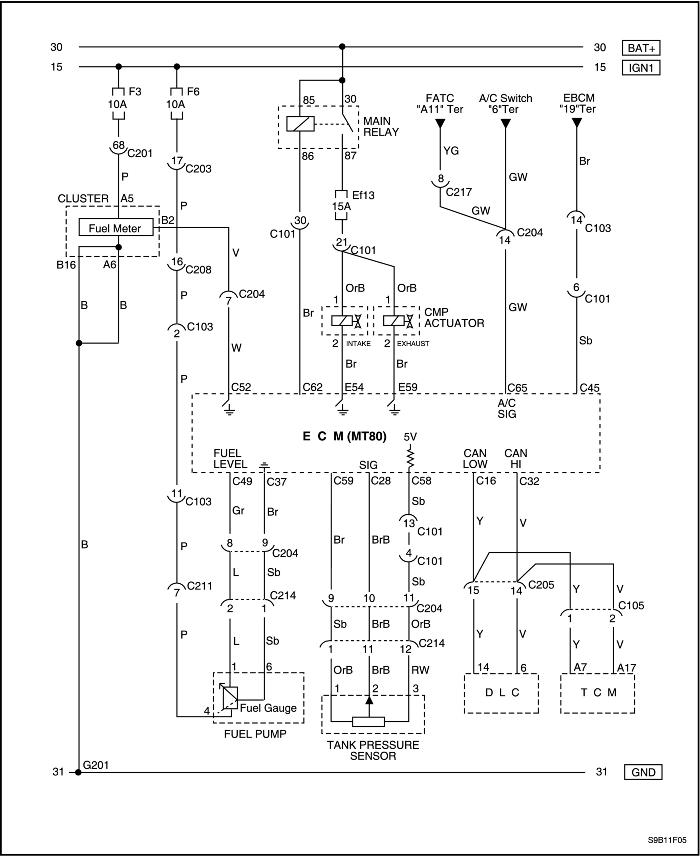 30 30 BAT+
15 15 IGN1
F3 F6
10A 10A
85 30
MAIN
RELAY
86 87
FATC
"A11" Ter
A/C Switch
"6"Ter
EBCM
"19"Ter
68 C201
17 C203
YG
8
C217
GW
GW
Br
P
P
CLUSTER A5
Fuel Meter
B2
B16 A6
Ef13
15A
30
C101
21
C101
14 C204
14
C103
16 C208
V
7 C204
OrB OrB
1 1
CMP
ACTUATOR
2 INTAKE 2 EXHAUST
6
C101
B B
P
2 C103
W
Br
Br Br
GW
Sb
P
C52 C62 E54 E59 C65 C45
A/C
SIG
E C M (MT80)
5V
FUEL
LEVEL
SIG
CAN
LOW
CAN
HI
C49 C37 C59 C28 C58 C16 C32
11 C103
Gr Br
Sb
13
C101
Br BrB
Y V
B
P
8 9
C204
4
C101
L Sb
Sb
7 C211
C214
2 1
9 10 11
C204
15 14 C205
Y V
C105
1 2
Sb BrB OrB
P
L Sb
1 11 12
C214
Y V
Y V
OrB BrB RW
1 6
1 2 3
14 6
A7 A17
4
Fuel Gauge
FUEL PUMP
D L C
T C M
TANK PRESSURE
SENSOR
31 G201 31 GND
S9B11F05